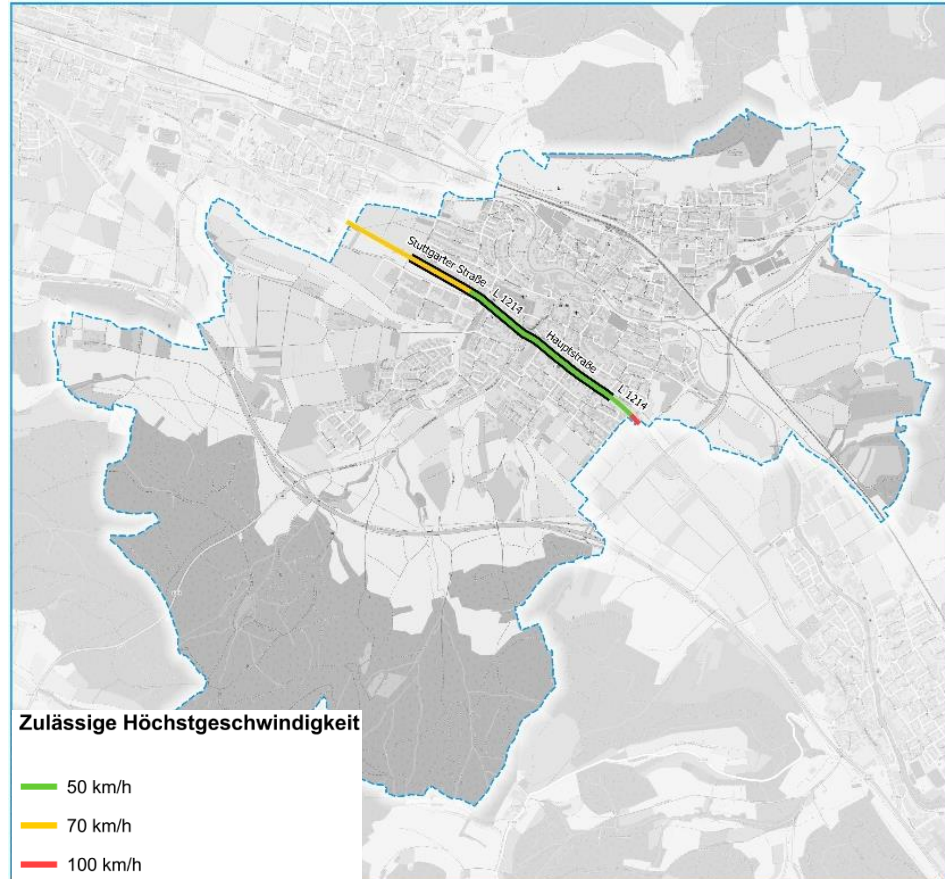 Stuttgarter Straße
L 1214
Hauptstraße
L 1214
Zulässige Höchstgeschwindigkeit
50 km/h
70 km/h
100 km/h